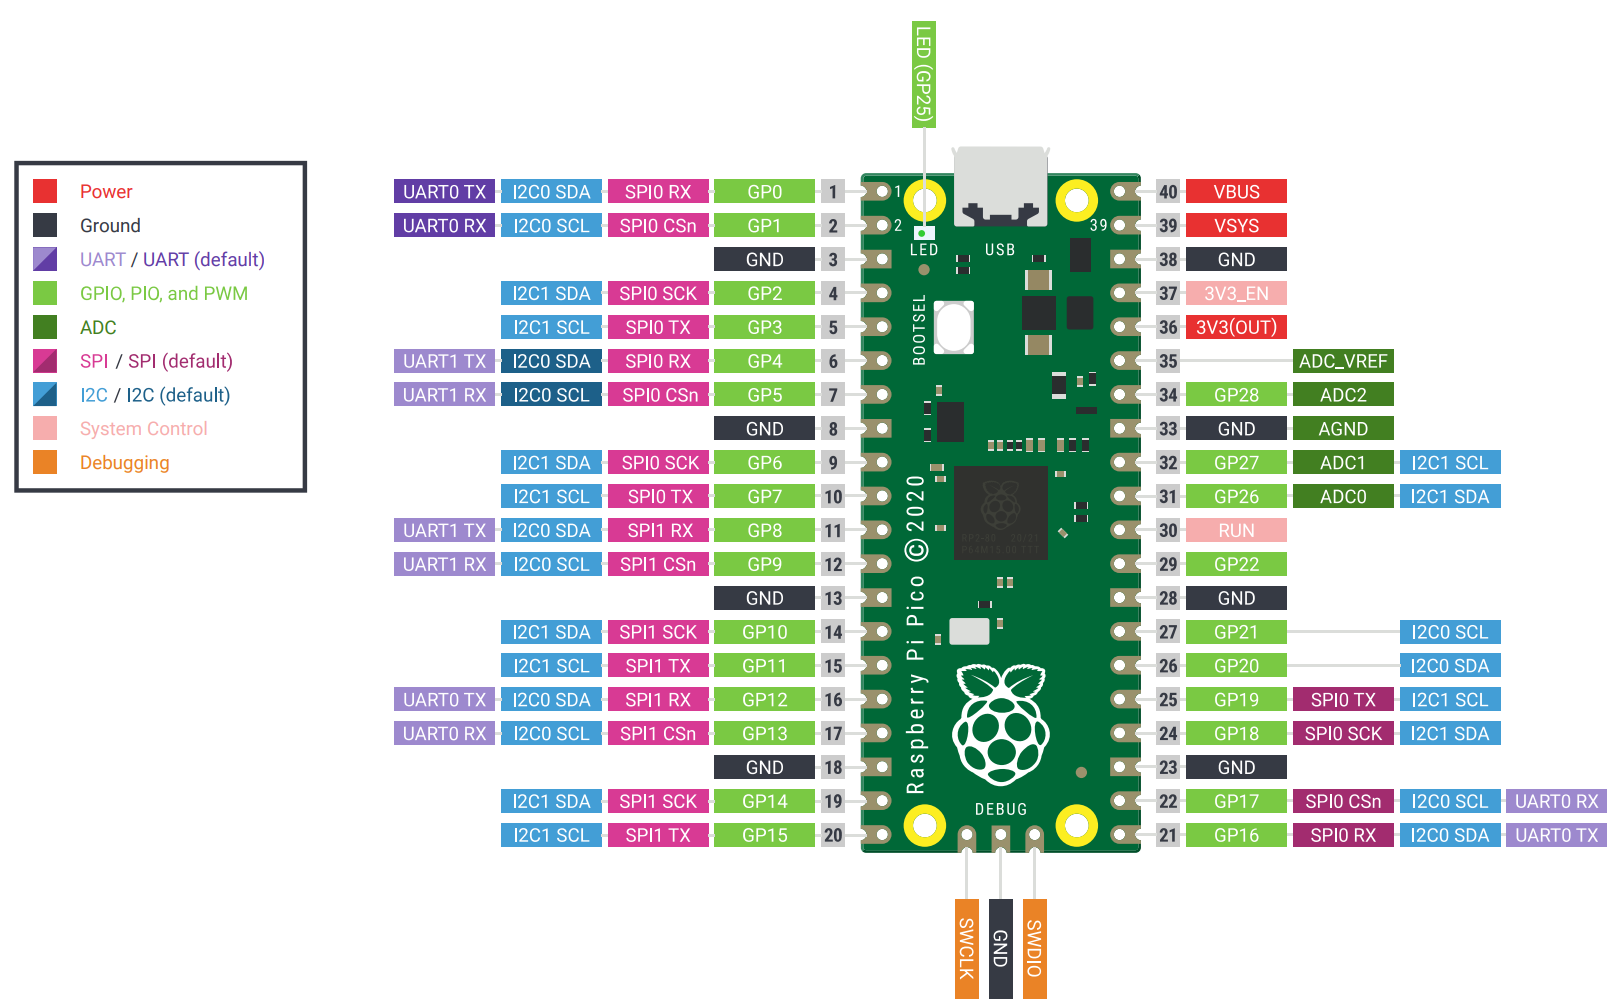 LED (GP25)
Power
Ground
UART / UART (default)
GPIO, PIO, and PWM
ADC
SPI / SPI (default)
I2C / I2C (default)
System Control
Debugging
UART0 TX I2C0 SDA SPI0 RX GP0 1 1 40 VBUS
UART0 RX I2C0 SCL SPI0 CSn GP1 2 2 39 39 VSYS
LED USB
GND 3 38 GND
I2C1 SDA SPI0 SCK GP2 4 37 3V3_EN
I2C1 SCL SPI0 TX GP3 5 36 3V3(OUT)
BOOTSEL
UART1 TX I2C0 SDA SPI0 RX GP4 6 35 ADC_VREF
UART1 RX I2C0 SCL SPI0 CSn GP5 7 34 GP28 ADC2
GND 8 33 GND AGND
I2C1 SDA SPI0 SCK GP6 9 32 GP27 ADC1 I2C1 SCL
I2C1 SCL SPI0 TX GP7 10 31 GP26 ADC0 I2C1 SDA
UART1 TX I2C0 SDA SPI1 RX GP8 11 30 RUN
UART1 RX I2C0 SCL SPI1 CSn GP9 12 29 GP22
GND 13 28 GND
I2C1 SDA SPI1 SCK GP10 14 27 GP21 I2C0 SCL
I2C1 SCL SPI1 TX GP11 15 26 GP20 I2C0 SDA
UART0 TX I2C0 SDA SPI1 RX GP12 16 25 GP19 SPI0 TX I2C1 SCL
UART0 RX I2C0 SCL SPI1 CSn GP13 17 24 GP18 SPI0 SCK I2C1 SDA
GND 18 23 GND
Raspberry Pi Pico © 2020
I2C1 SDA SPI1 SCK GP14 19 22 GP17 SPI0 CSn I2C0 SCL UART0 RX
DEBUG
I2C1 SCL SPI1 TX GP15 20 21 GP16 SPI0 RX I2C0 SDA UART0 TX
SWCLK
GND
SWDIO